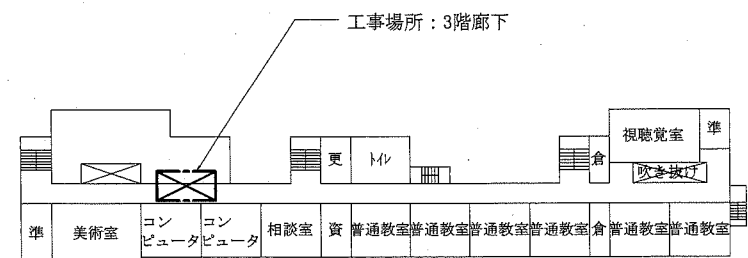 工事場所：3階廊下
視聴覚室
準
更
トイレ
倉
吹き抜け
準
美術室
コン
ピュータ
コン
ピュータ
相談室
資
普通教室
普通教室
普通教室
普通教室
倉
普通教室
普通教室